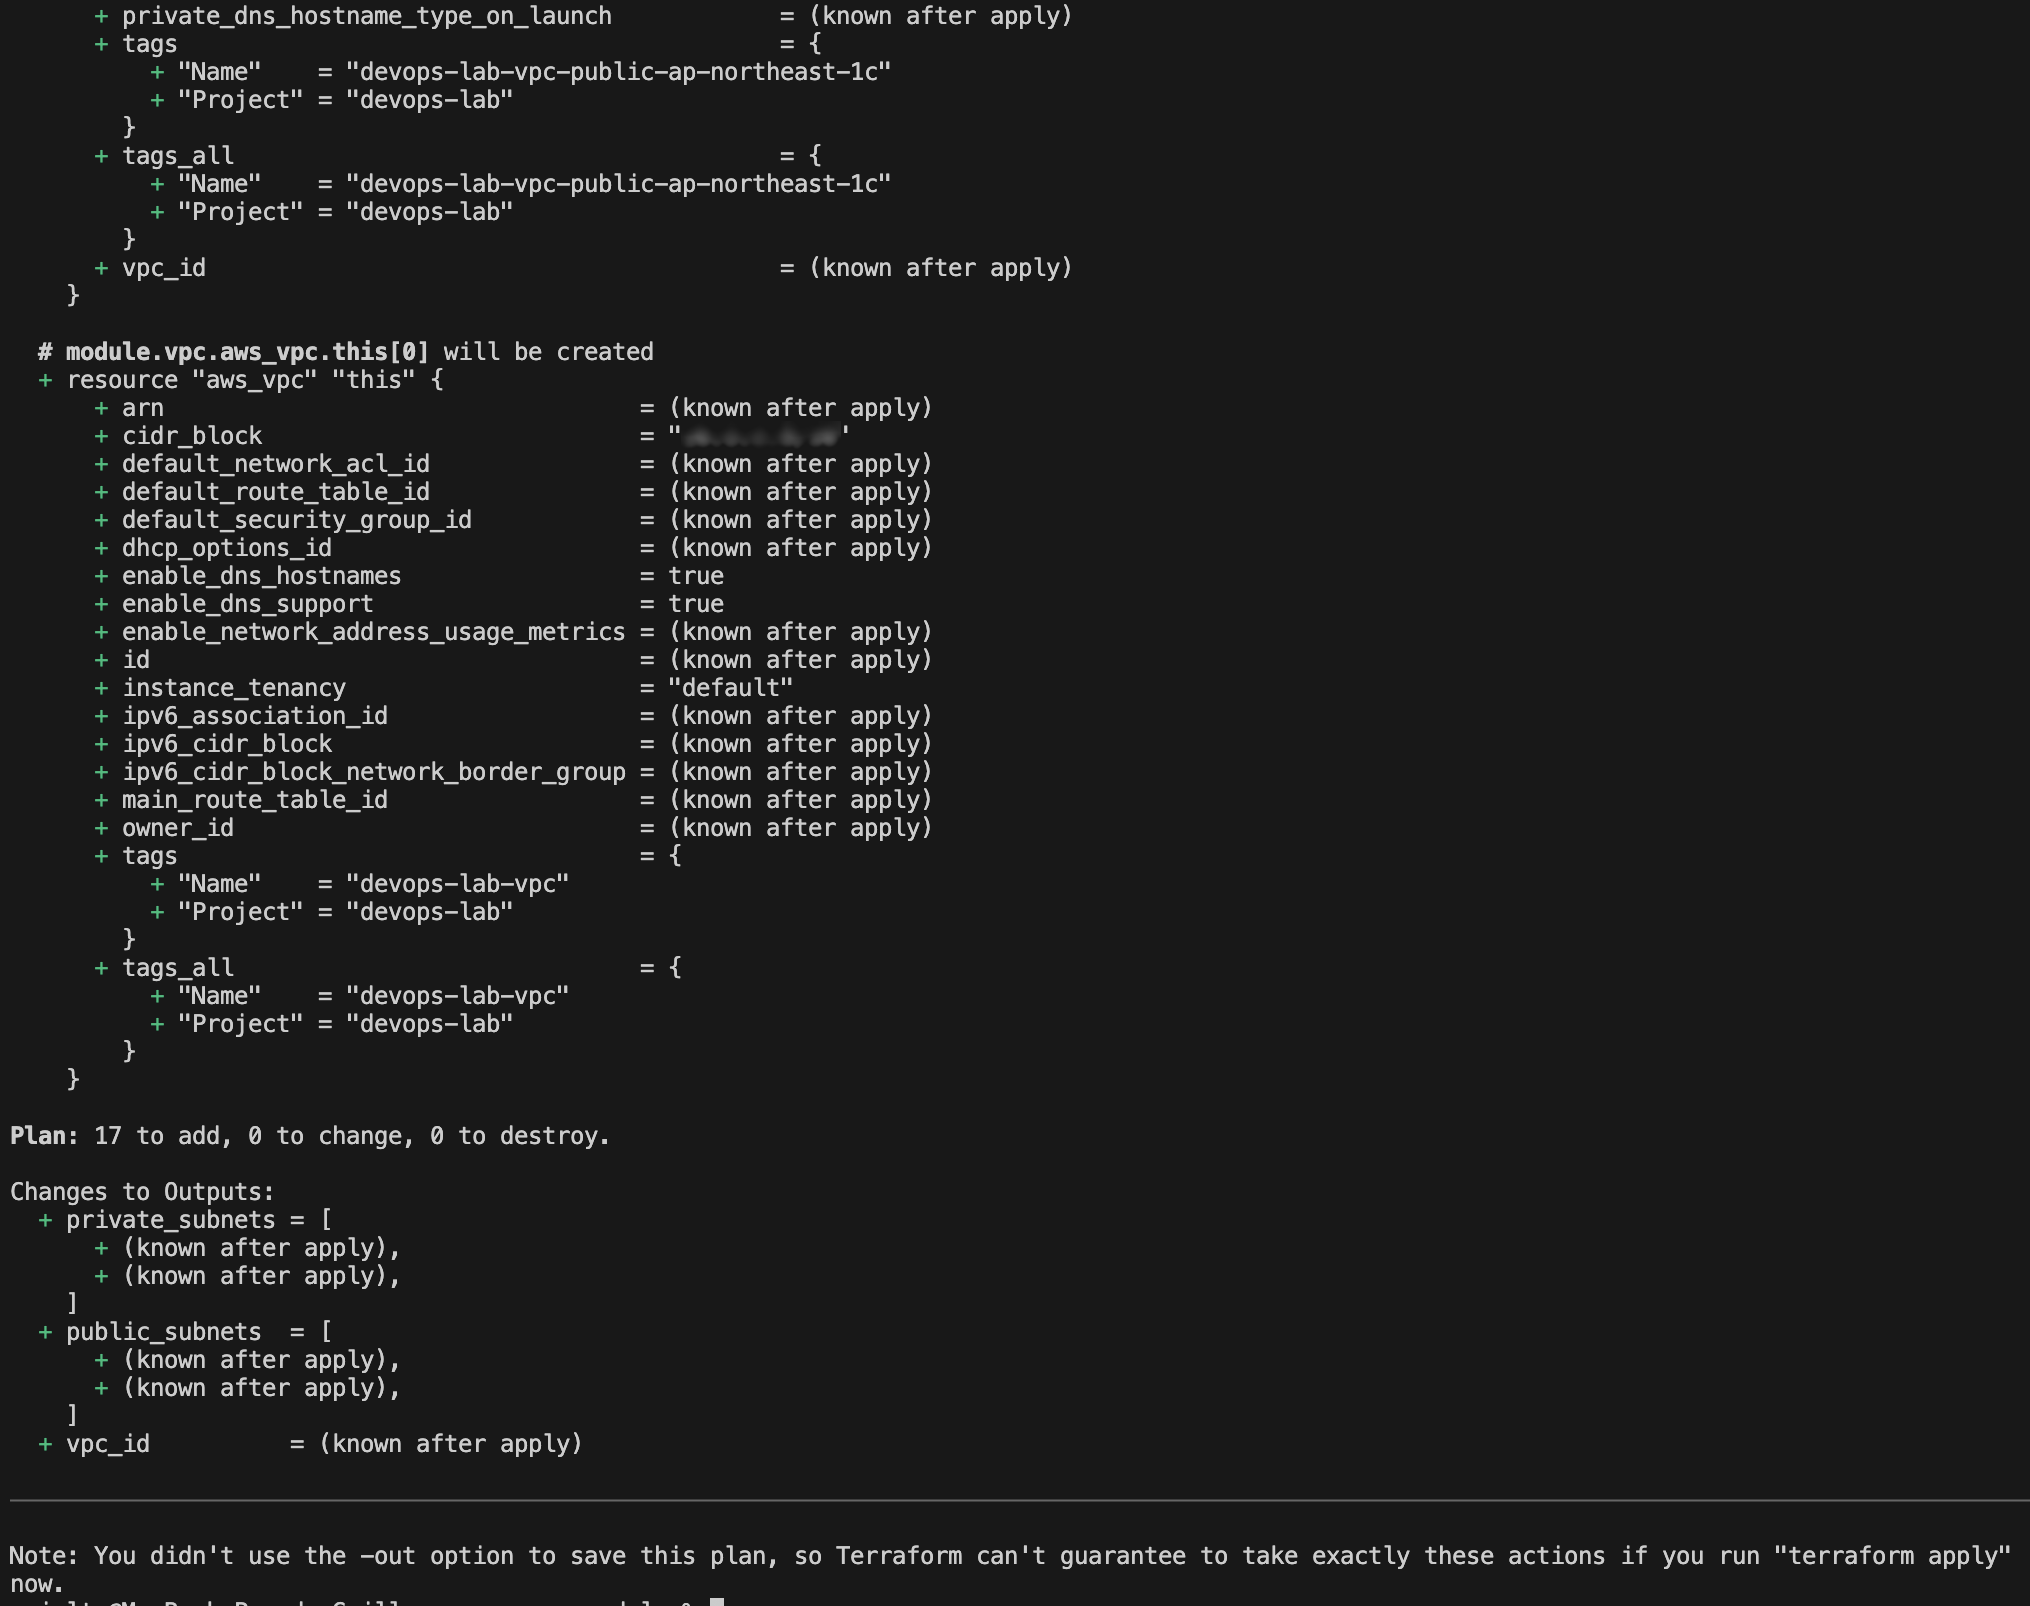 + private_dns_hostname_type_on_launch = (known after apply)
+ tags = {
+ "Name" = "devops-lab-vpc-public-ap-northeast-1c"
+ "Project" = "devops-lab"
}
+ tags_all = {
+ "Name" = "devops-lab-vpc-public-ap-northeast-1c"
+ "Project" = "devops-lab"
}
+ vpc_id = (known after apply)
}
# module.vpc.aws_vpc.this[0] will be created
+ resource "aws_vpc" "this" {
+ arn = (known after apply)
+ cidr_block = "
+ default_network_acl_id = (known after apply)
+ default_route_table_id = (known after apply)
+ default_security_group_id = (known after apply)
+ dhcp_options_id = (known after apply)
+ enable_dns_hostnames = true
+ enable_dns_support = true
+ enable_network_address_usage_metrics = (known after apply)
+ id = (known after apply)
+ instance_tenancy = "default"
+ ipv6_association_id = (known after apply)
+ ipv6_cidr_block = (known after apply)
+ ipv6_cidr_block_network_border_group = (known after apply)
+ main_route_table_id = (known after apply)
+ owner_id = (known after apply)
+ tags = {
+ "Name" = "devops-lab-vpc"
+ "Project" = "devops-lab"
}
+ tags_all = {
+ "Name" = "devops-lab-vpc"
+ "Project" = "devops-lab"
}
}
Plan: 17 to add, 0 to change, 0 to destroy.
Changes to Outputs:
+ private_subnets = [
+ (known after apply),
+ (known after apply),
]
+ public_subnets = [
+ (known after apply),
+ (known after apply),
]
+ vpc_id = (known after apply)
Note: You didn't use the -out option to save this plan, so Terraform can't guarantee to take exactly these actions if you run "terraform apply"
now.